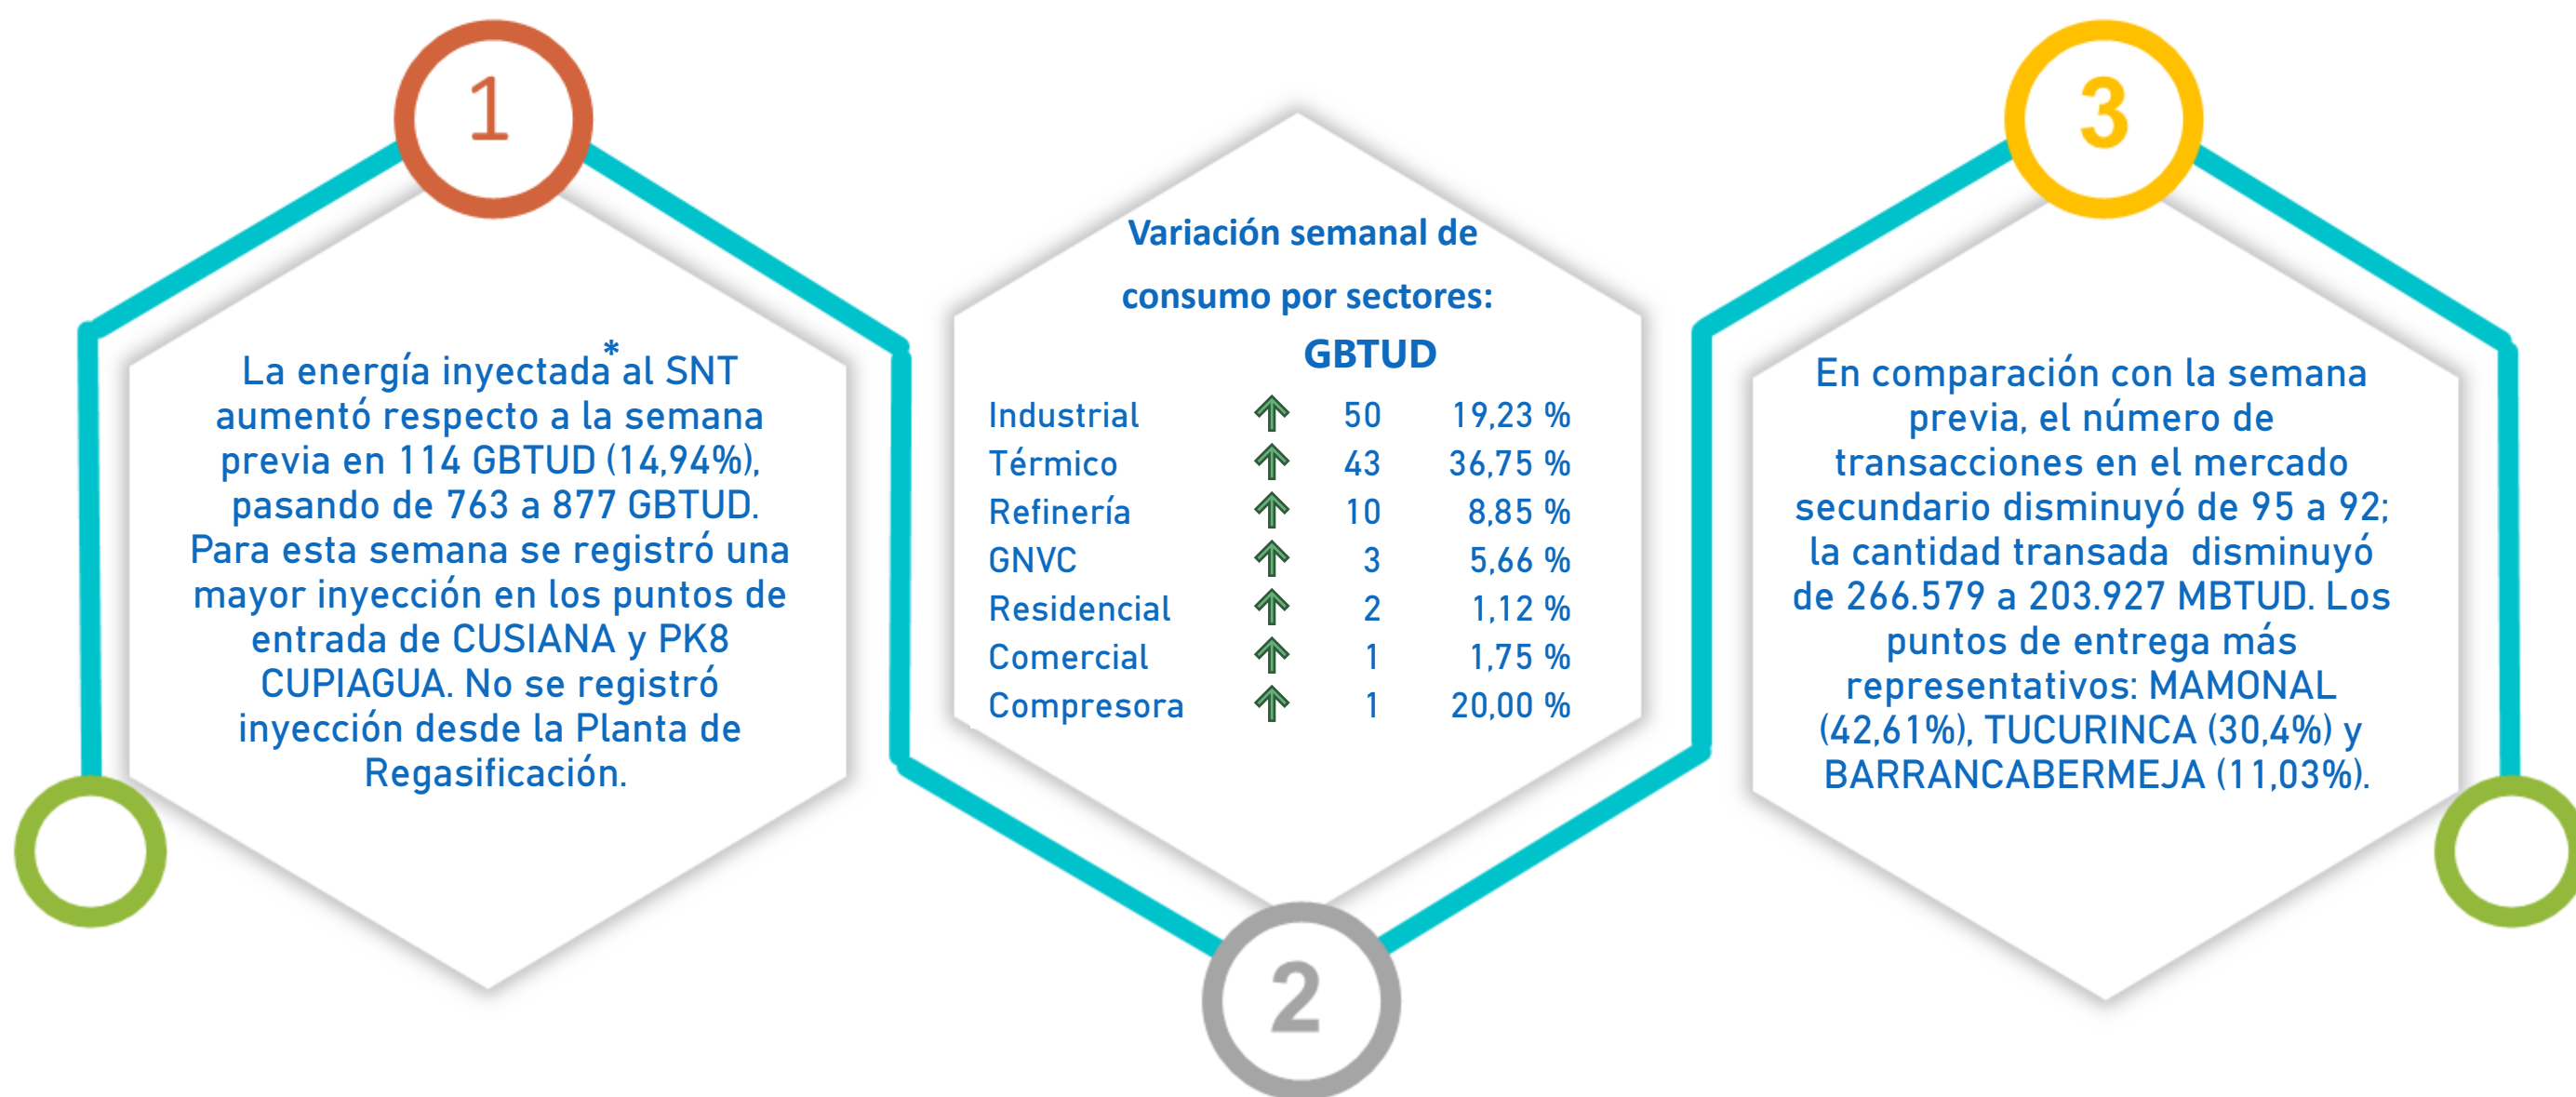 1
La energía inyectada* al SNT
aumentó respecto a la semana
previa en 114 GBTUD (14,94%),
pasando de 763 a 877 GBTUD.
Para esta semana se registró una
mayor inyección en los puntos de
entrada de CUSIANA y PK8
CUPIAGUA. No se registró
inyección desde la Planta de
Regasificación.
Variación semanal de
consumo por sectores:
GBTUD
Industrial 50 19,23 %
Térmico 43 36,75 %
Refinería 10 8,85 %
GNVC 3 5,66 %
Residencial 2 1,12 %
Comercial 1 1,75 %
Compresora 1 20,00 %
2
3
En comparación con la semana
previa, el número de
transacciones en el mercado
secundario disminuyó de 95 a 92;
la cantidad transada disminuyó
de 266.579 a 203.927 MBTUD. Los
puntos de entrega más
representativos: MAMONAL
(42,61%), TUCURINCA (30,4%) y
BARRANCABERMEJA (11,03%).